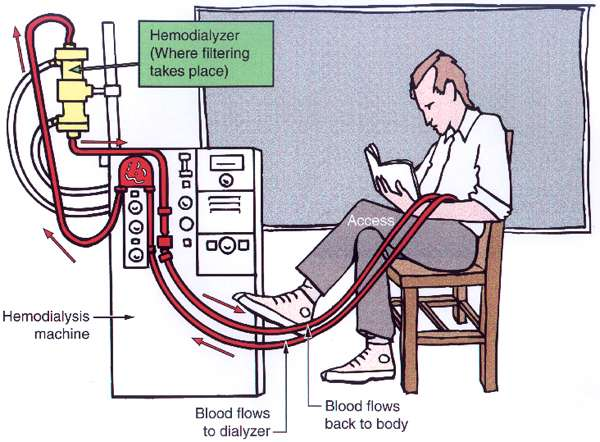 Hemodialyzer
(Where filtering
takes place)
Access
Hemodialysis
machine
Blood flows
to dialyzer
Blood flows
back to body